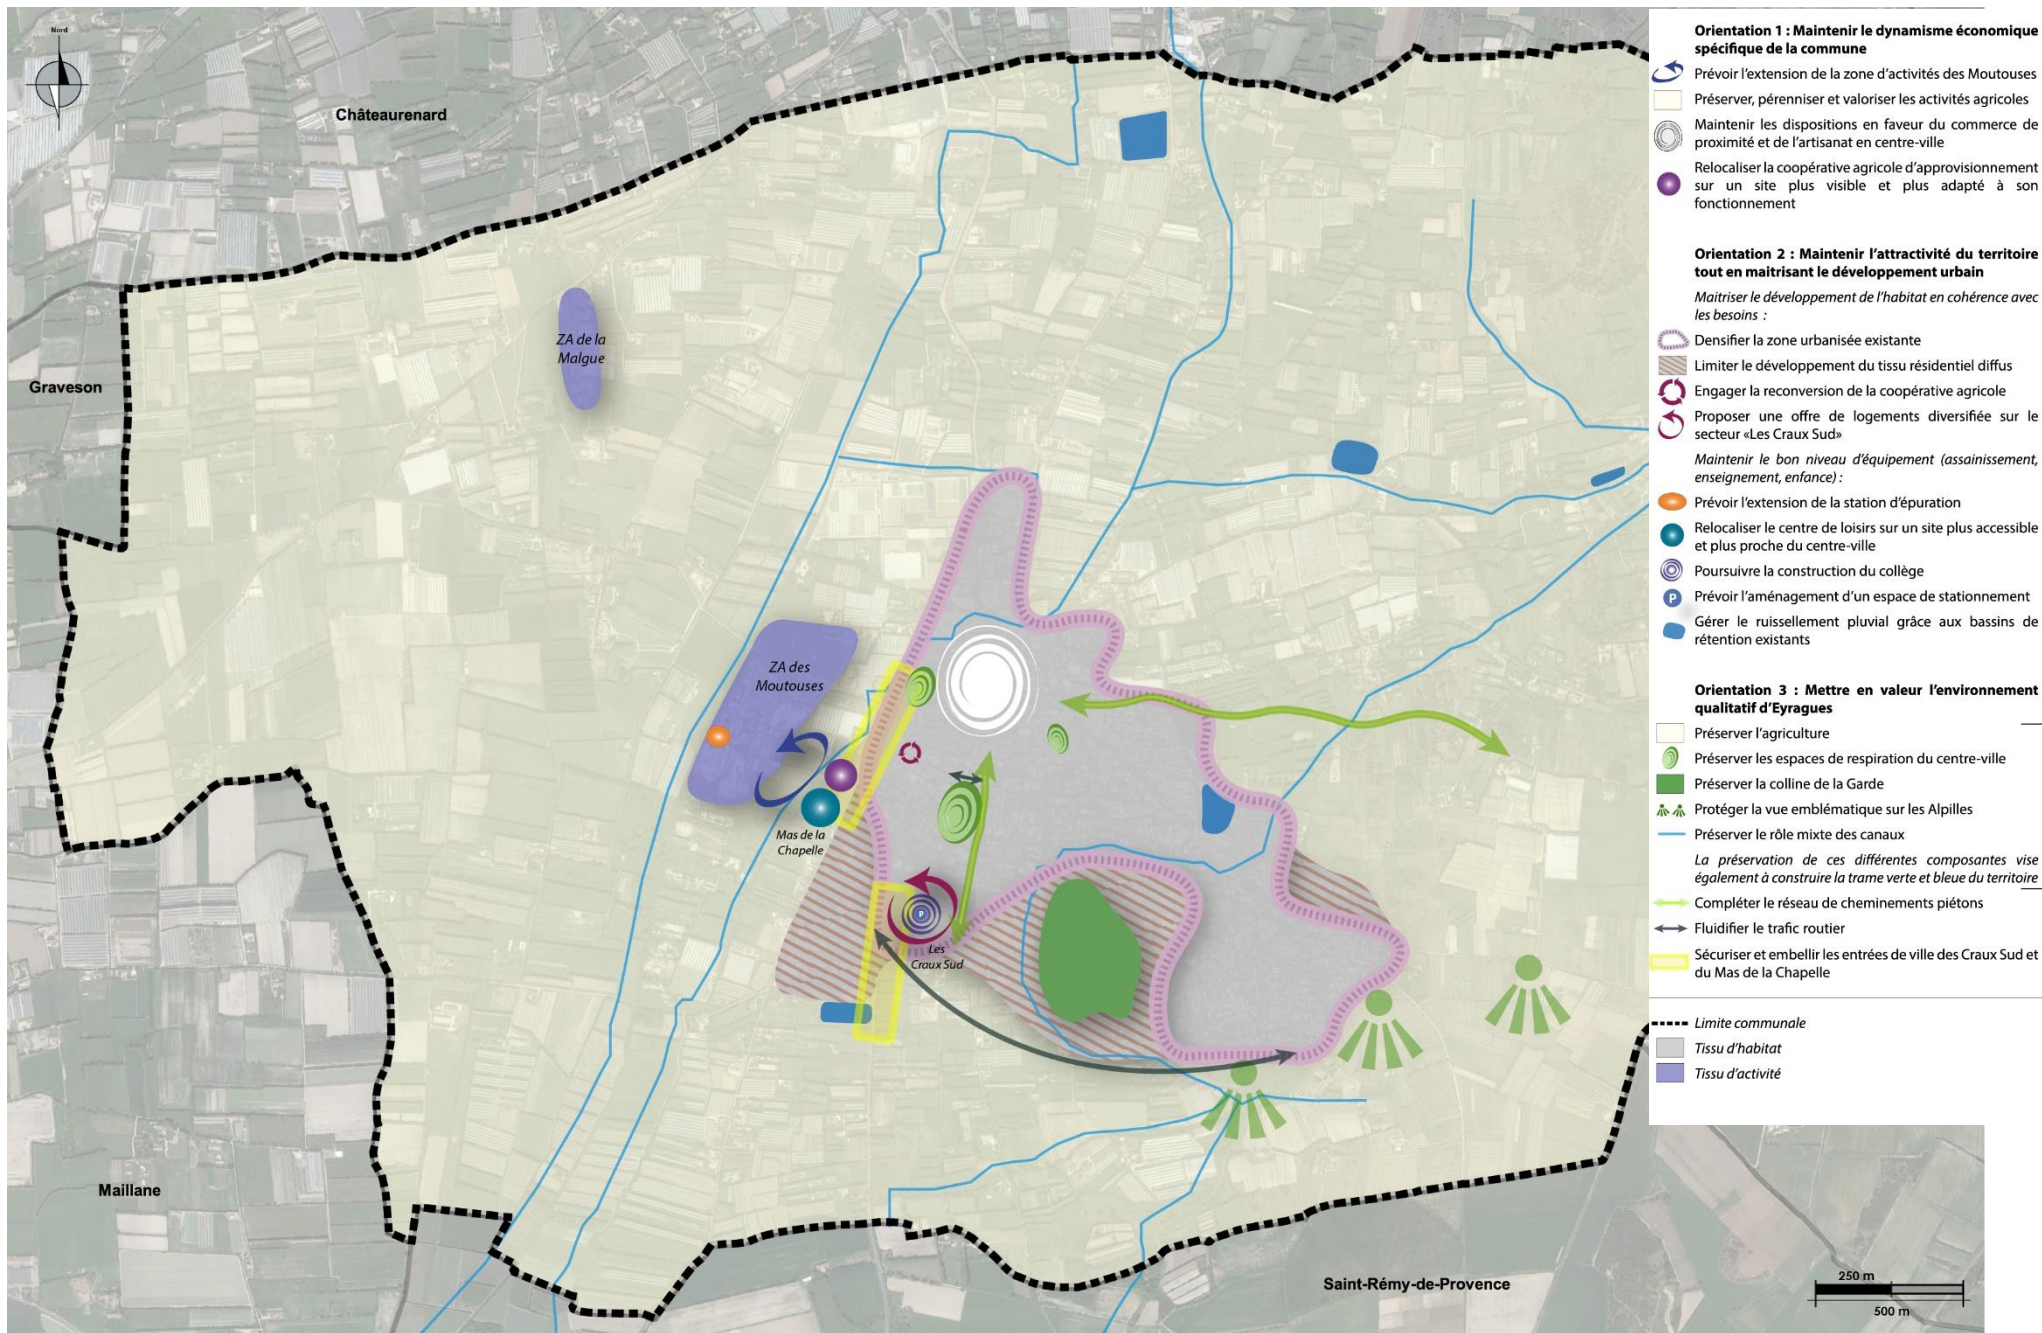 Nord
Châteaurenard
Graveson
ZA de la
Malgue
ZA des
Moutouses
Mas de la
Chapelle
P
Les
Craux Sud
Maillane
Saint-Rémy-de-Provence
250 m
500 m
Orientation 1 : Maintenir le dynamisme économique
spécifique de la commune
Prévoir l'extension de la zone d'activités des Moutouses
Préserver, pérenniser et valoriser les activités agricoles
Maintenir les dispositions en faveur du commerce de
proximité et de l'artisanat en centre-ville
Relocaliser la coopérative agricole d'approvisionnement
sur un site plus visible et plus adapté à son
fonctionnement
Orientation 2 : Maintenir l'attractivité du territoire
tout en maitrisant le développement urbain
Maitriser le développement de l'habitat en cohérence avec
les besoins :
Densifier la zone urbanisée existante
Limiter le développement du tissu résidentiel diffus
Engager la reconversion de la coopérative agricole
Proposer une offre de logements diversifiée sur le
secteur «Les Craux Sud»
Maintenir le bon niveau d'équipement (assainissement,
enseignement, enfance) :
Prévoir l'extension de la station d'épuration
Relocaliser le centre de loisirs sur un site plus accessible
et plus proche du centre-ville
Poursuivre la construction du collège
P Prévoir l'aménagement d'un espace de stationnement
Gérer le ruissellement pluvial grâce aux bassins de
rétention existants
Orientation 3 : Mettre en valeur l'environnement
qualitatif d'Eyragues
Préserver l'agriculture
Préserver les espaces de respiration du centre-ville
Préserver la colline de la Garde
Protéger la vue emblématique sur les Alpilles
Préserver le rôle mixte des canaux
La préservation de ces différentes composantes vise
également à construire la trame verte et bleue du territoire
Compléter le réseau de cheminements piétons
Fluidifier le trafic routier
Sécuriser et embellir les entrées de ville des Craux Sud et
du Mas de la Chapelle
Limite communale
Tissu d'habitat
Tissu d'activité